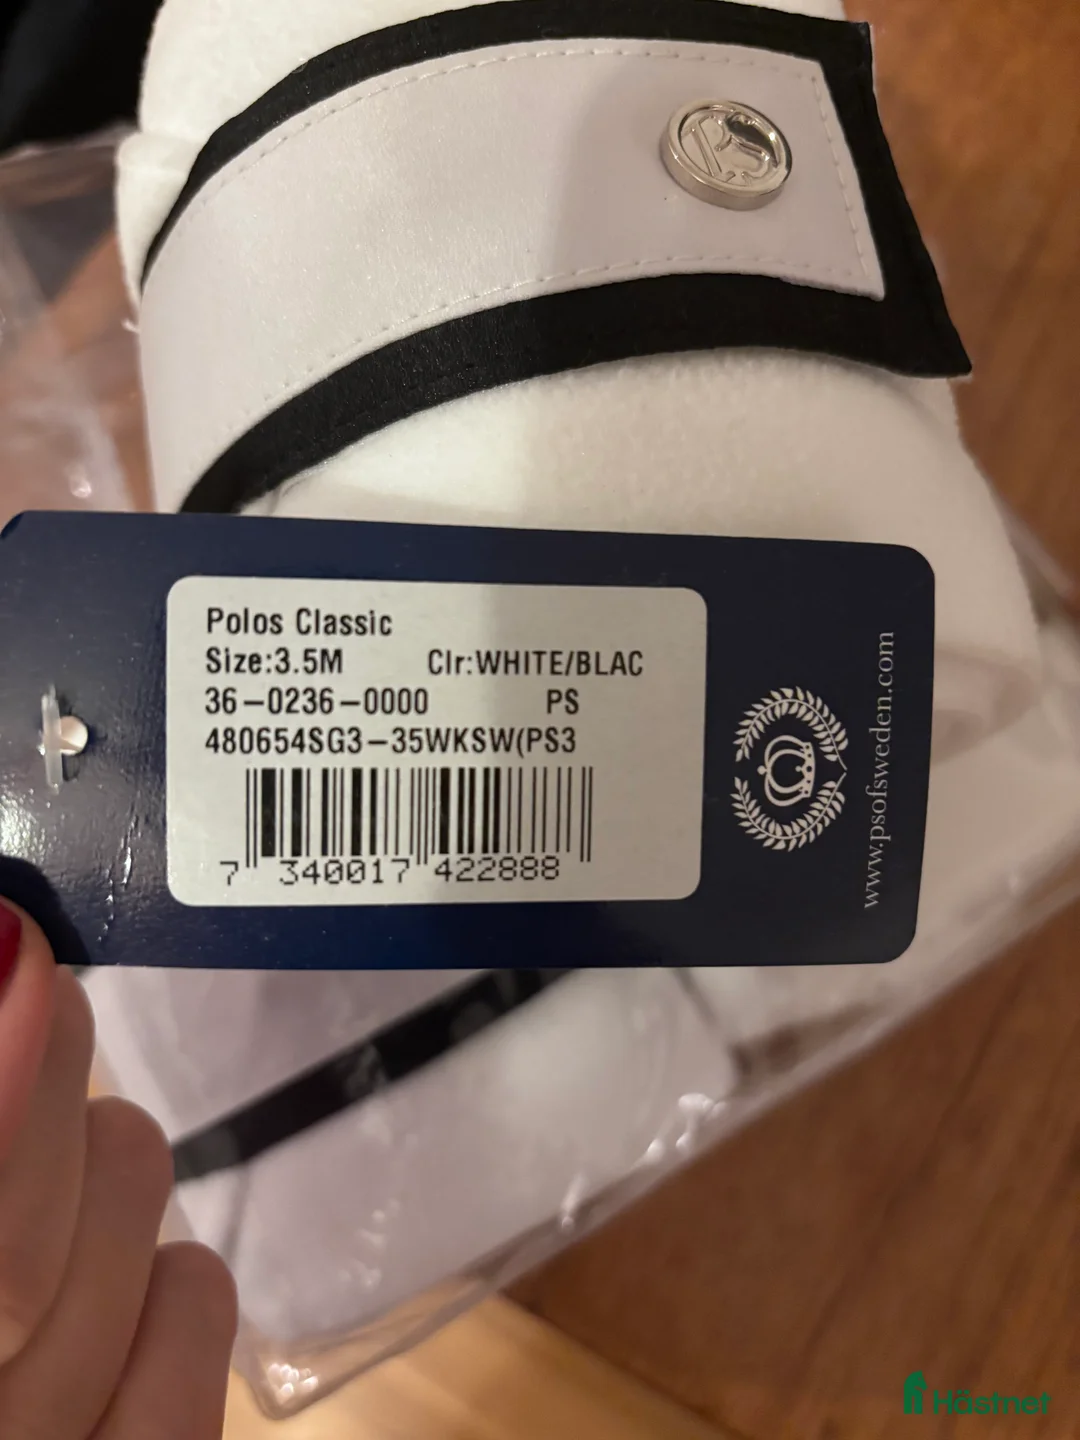 PS
Polos Classic
Size:3.5M Clr:WHITE/BLAC
36-0236-0000 PS
480654SG3-35WKSW(PS3
7 340017 422888
www.psofsweden.com
Hästnet